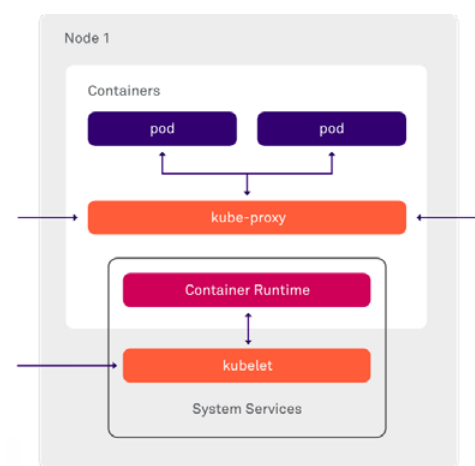 Node 1
Containers
pod
pod
kube-proxy
Container Runtime
kubelet
System Services